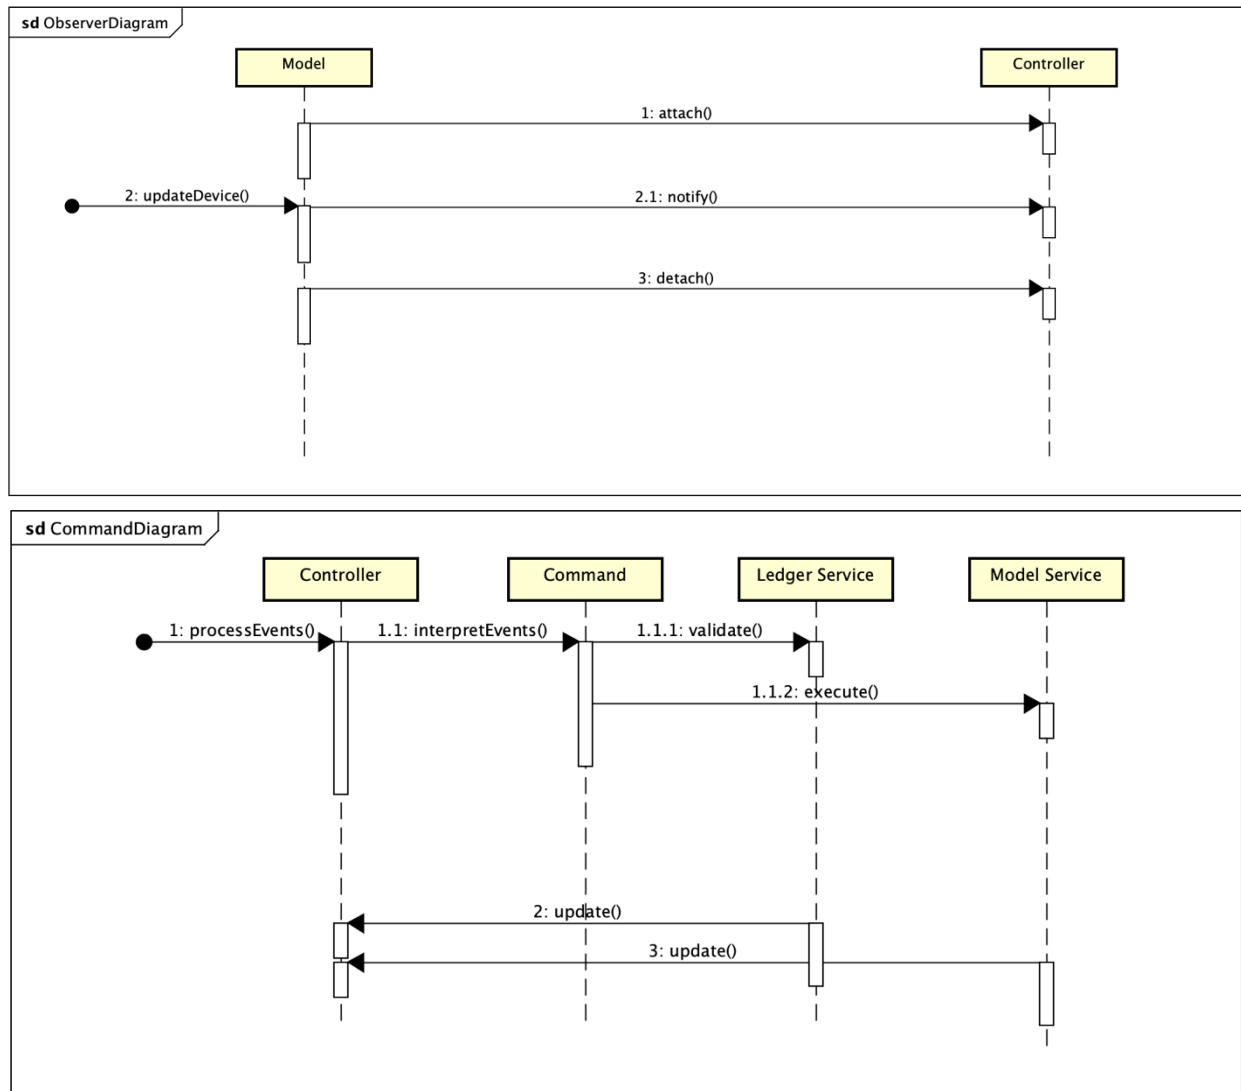 sd ObserverDiagram
Model
Controller
1: attach()
2: updateDevice()
2.1: notify()
3: detach()
sd CommandDiagram
Controller
Command
Ledger Service
Model Service
1: processEvents()
1.1: interpretEvents()
1.1.1: validate()
1.1.2: execute()
2: update()
3: update()